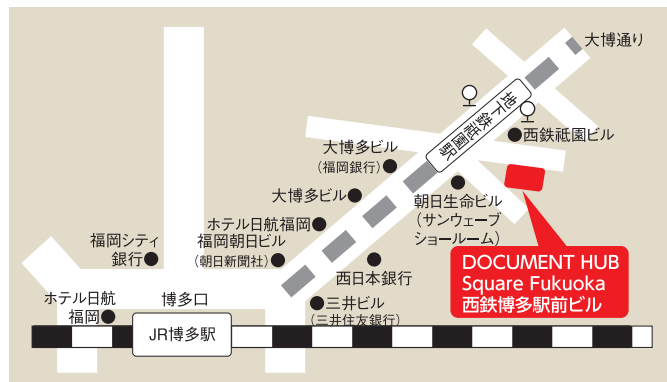 大博通り
地下鉄祇園駅
西鉄祇園ビル
大博多ビル
(福岡銀行)
大博多ビル
朝日生命ビル
(サンウェーブ
ショールーム)
ホテル日航福岡
福岡朝日ビル
(朝日新聞社)
福岡シティ
銀行
西日本銀行
DOCUMENT HUB
Square Fukuoka
西鉄博多駅前ビル
ホテル日航
福岡
博多口
三井ビル
(三井住友銀行)
JR博多駅